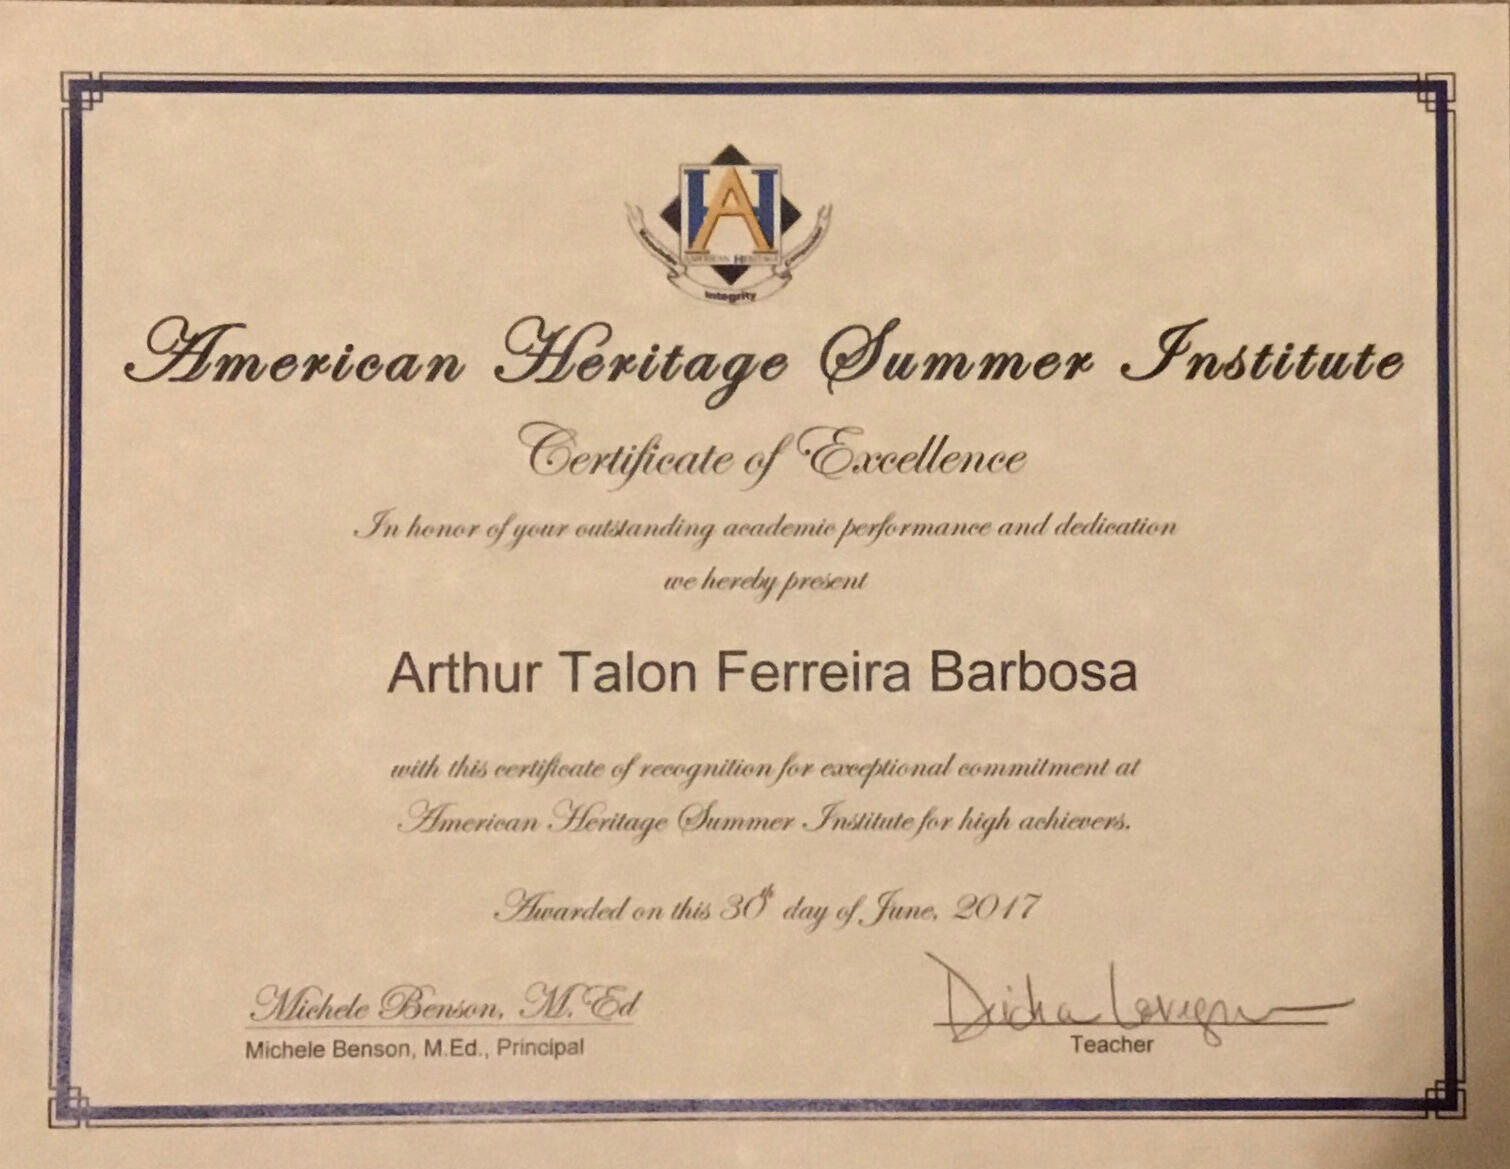 AMERICAN HERITAGE
Integrity
American Heritage Summer Institute
Certificate of Excellence
In honor of your outstanding academic performance and dedication
we hereby present
Arthur Talon Ferreira Barbosa
with this certificate of recognition for exceptional commitment at
American Heritage Summer Institute for high achievers.
Awarded on this 30th day of June, 2017
Michele Benson, M.Ed
Michele Benson, M.Ed., Principal
Teacher